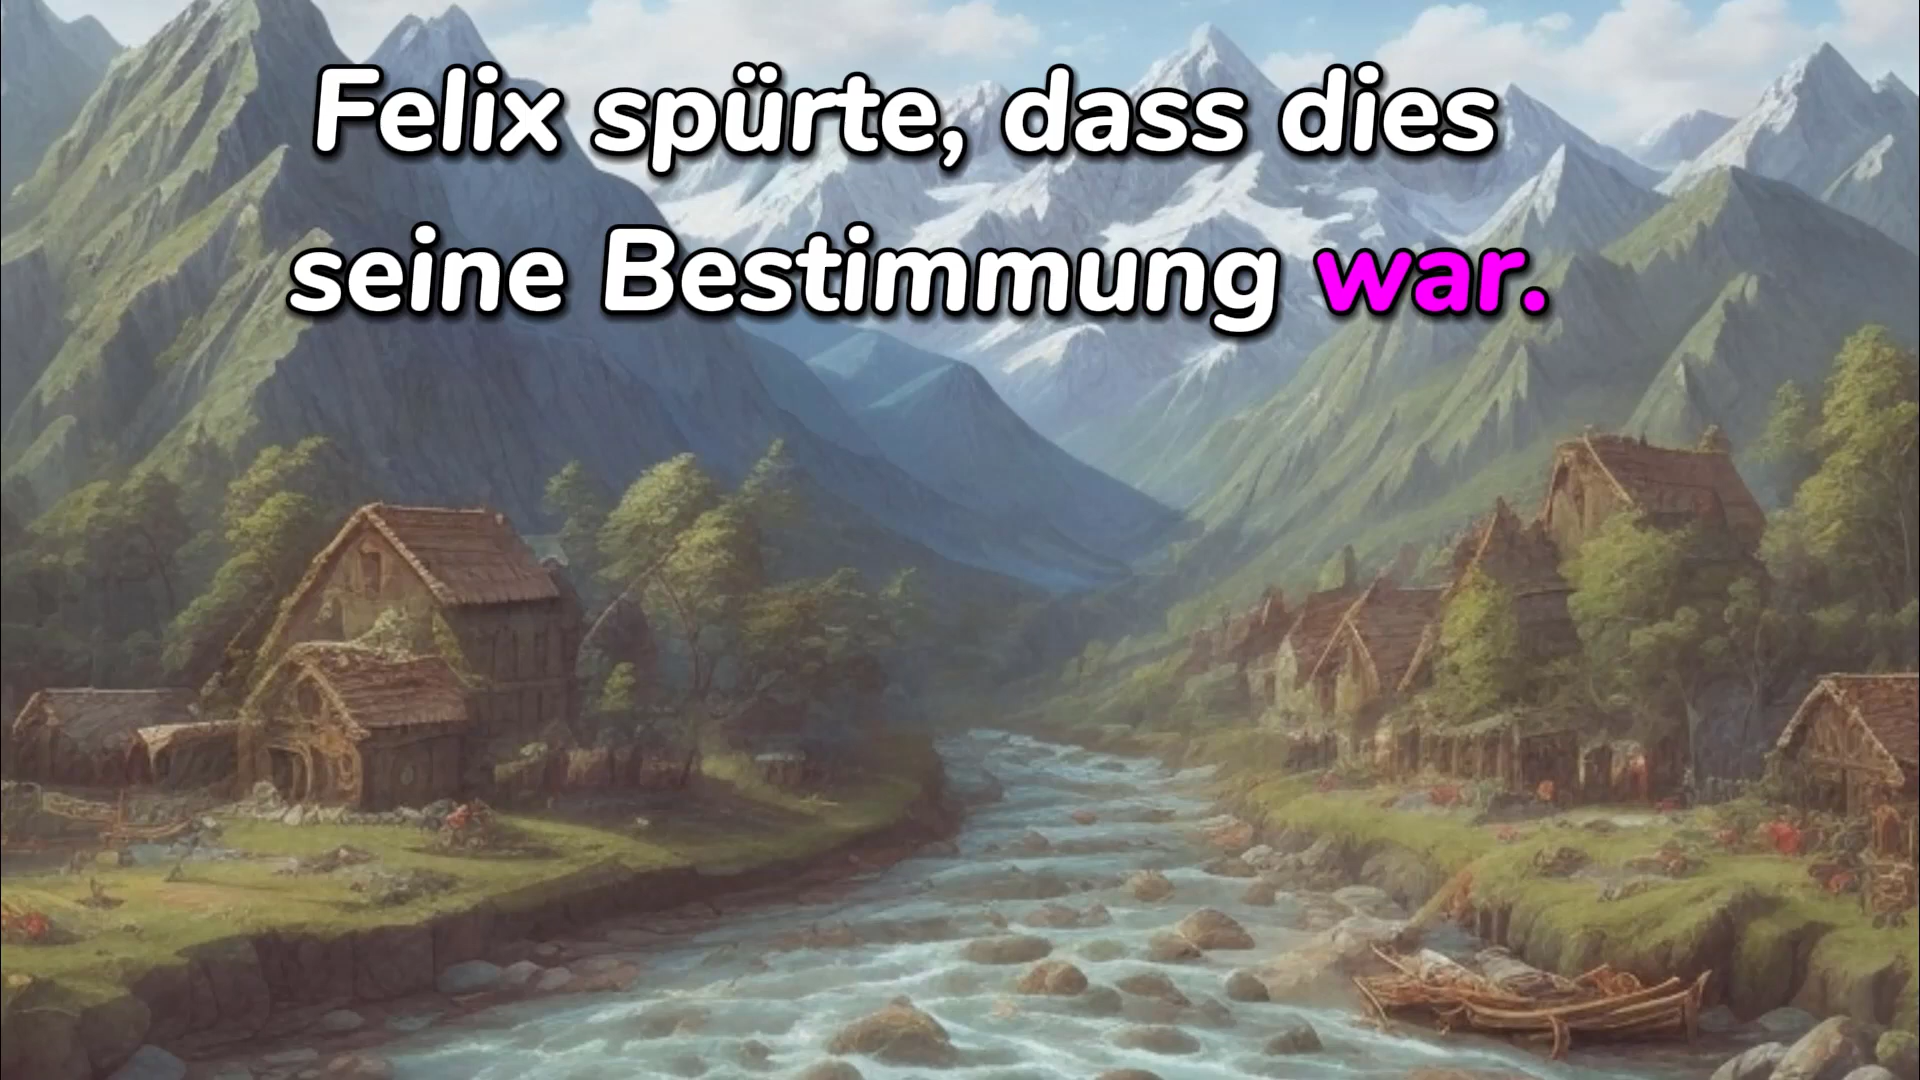 Felix spürte, dass dies
seine Bestimmung war.